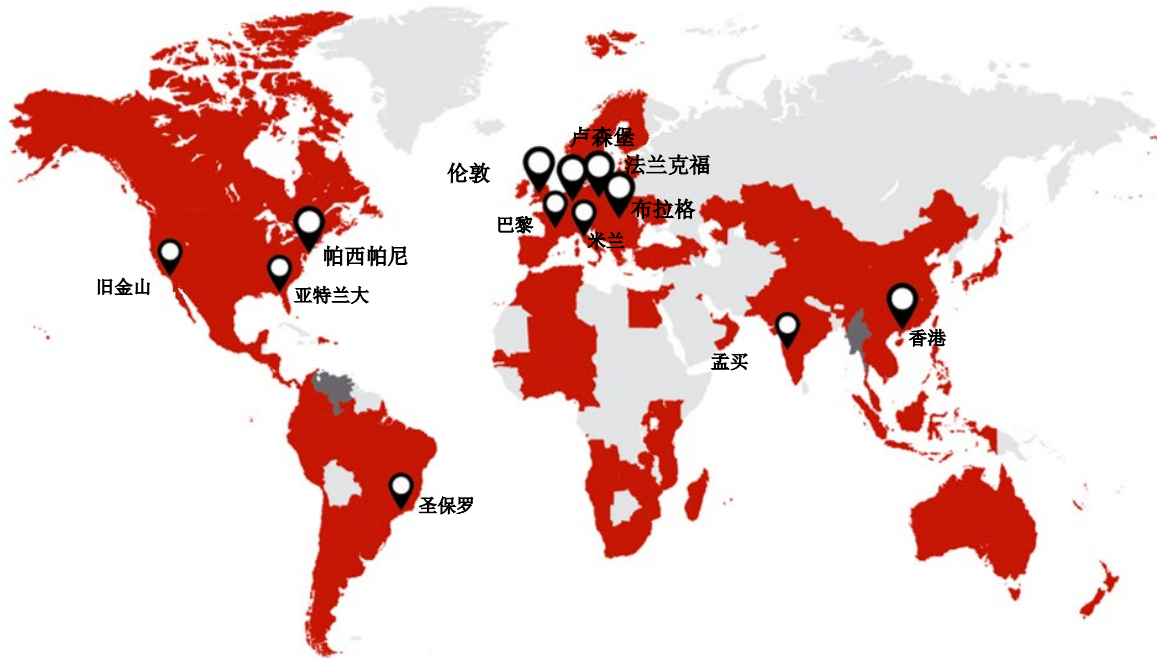 卢森堡
伦敦
法兰克福
巴黎
布拉格
米兰
帕西帕尼
旧金山
亚特兰大
孟买
香港
圣保罗